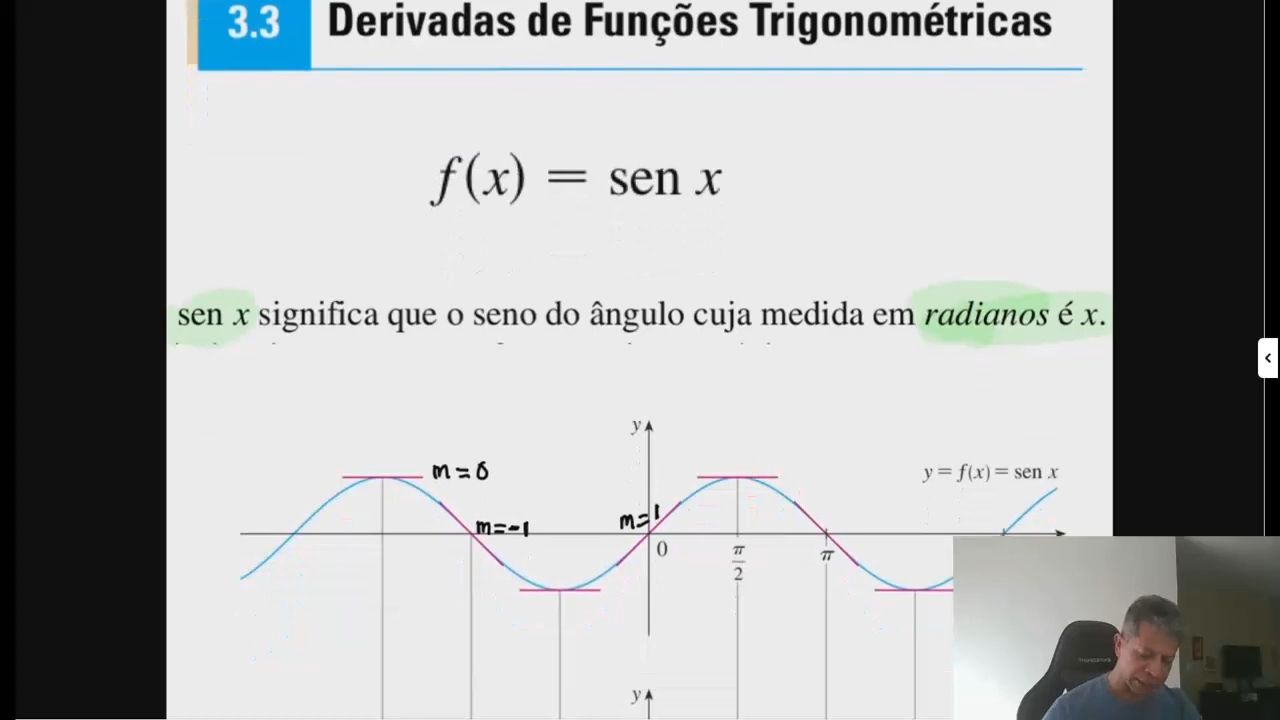 3.3 Derivadas de Funções Trigonométricas
f(x) = sen x
sen x significa que o seno do ângulo cuja medida em radianos é x.
y
m=0
y = f(x) = sen x
m=-1
m=1
0
π/2
π
y